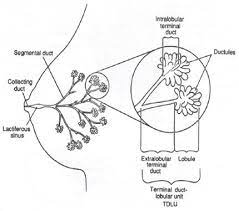 Intralobular
terminal
duct
Ductules
Segmental duct
Collecting
duct
Lactiferous
sinus
Extralobular
terminal
duct
Lobule
Terminal duct-
lobular unit
TDLU